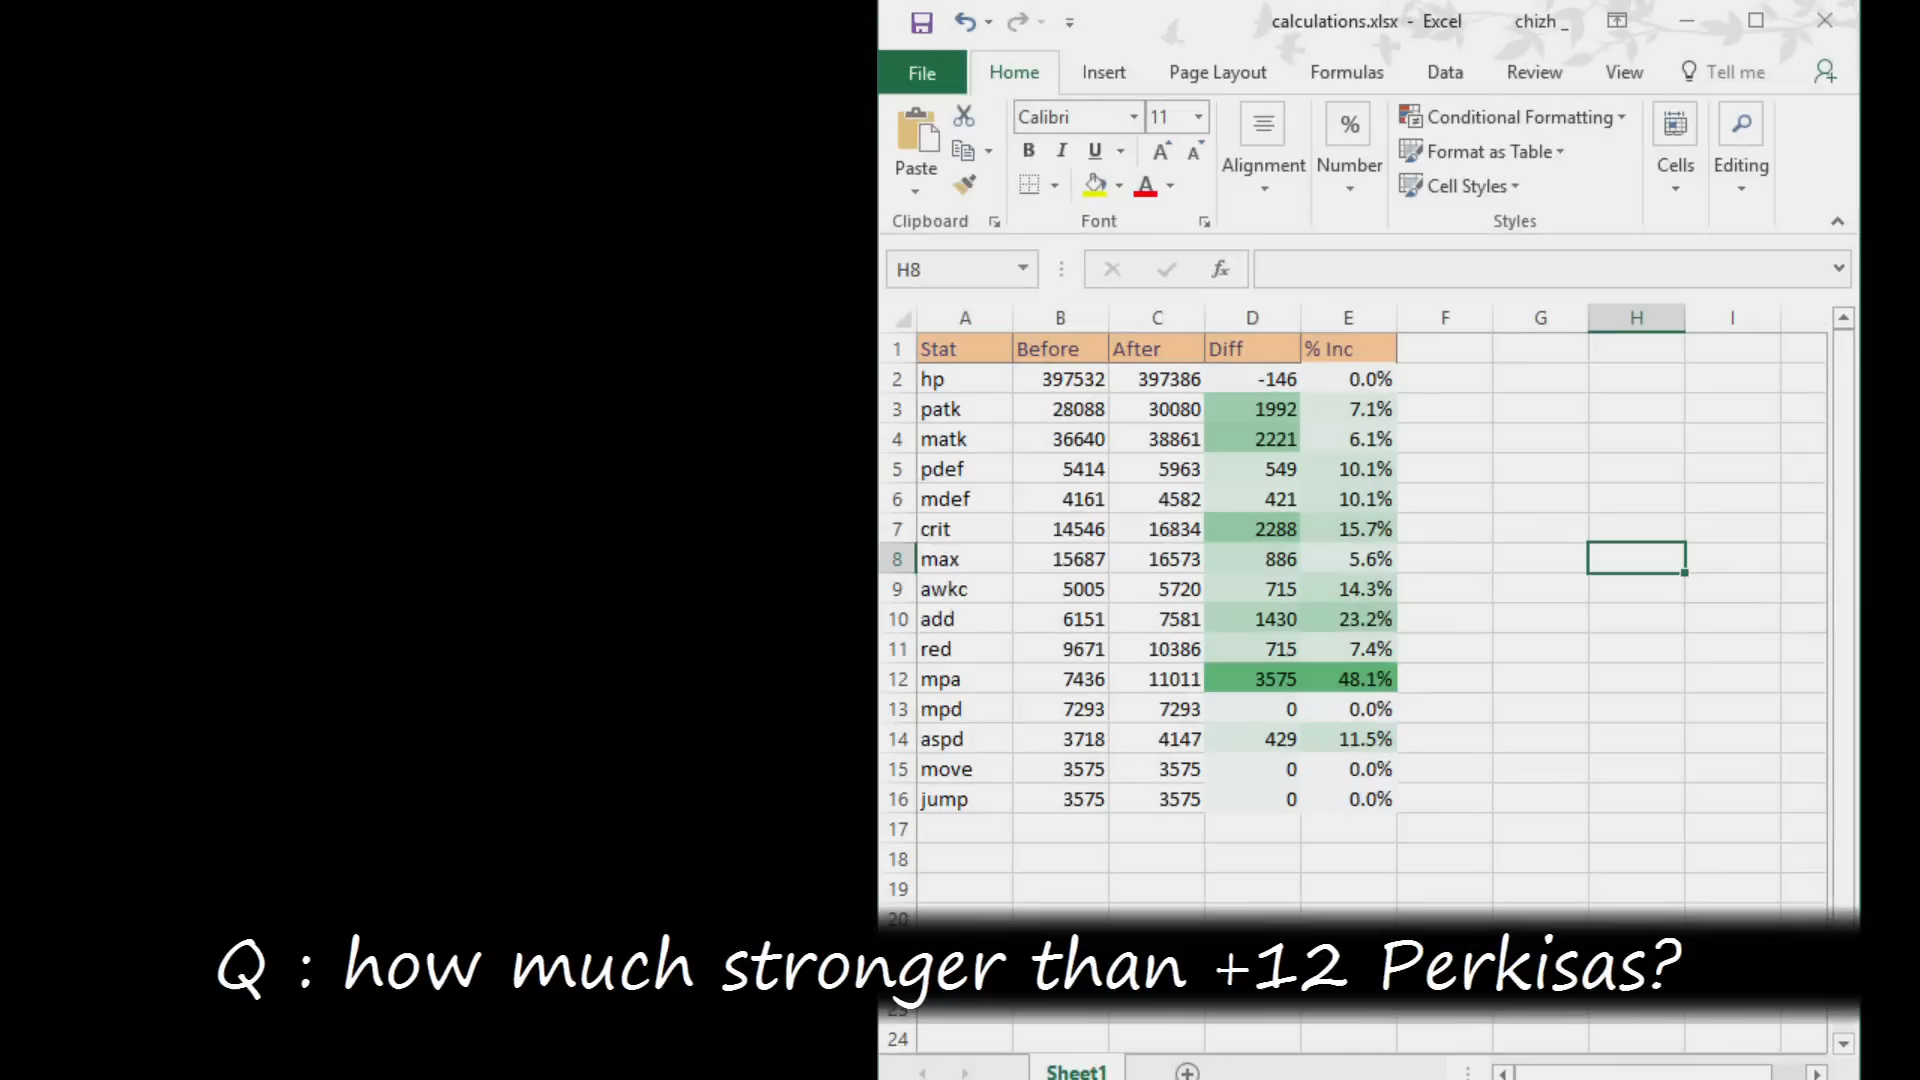 calculations.xlsx - Excel chizh _
File Home Insert Page Layout Formulas Data Review View Tell me
Calibri 11
% Conditional Formatting
B I U A A
Format as Table
Paste Alignment Number Cells Editing
A Cell Styles
Clipboard Font Styles
H8 fx
A B C D E F G H I
1 Stat Before After Diff % Inc
2 hp 397532 397386 -146 0.0%
3 patk 28088 30080 1992 7.1%
4 matk 36640 38861 2221 6.1%
5 pdef 5414 5963 549 10.1%
6 mdef 4161 4582 421 10.1%
7 crit 14546 16834 2288 15.7%
8 max 15687 16573 886 5.6%
9 awkc 5005 5720 715 14.3%
10 add 6151 7581 1430 23.2%
11 red 9671 10386 715 7.4%
12 mpa 7436 11011 3575 48.1%
13 mpd 7293 7293 0 0.0%
14 aspd 3718 4147 429 11.5%
15 move 3575 3575 0 0.0%
16 jump 3575 3575 0 0.0%
17
18
19
20
Q : how much stronger than +12 Perkisas?
23
24
Sheet1